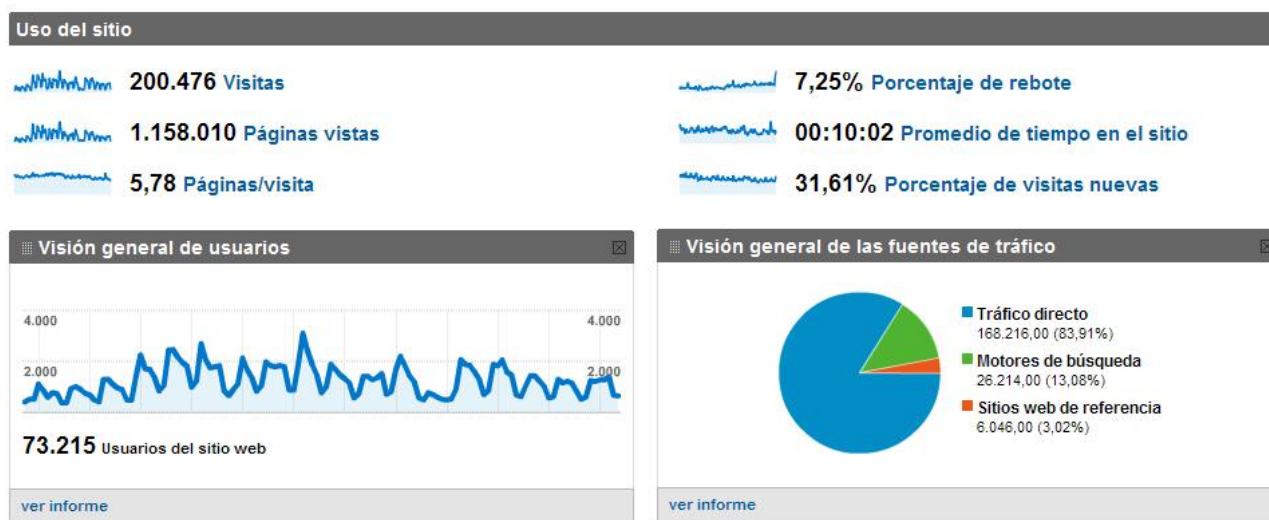 Uso del sitio
200.476 Visitas
7,25% Porcentaje de rebote
1.158.010 Páginas vistas
00:10:02 Promedio de tiempo en el sitio
5,78 Páginas/visita
31,61% Porcentaje de visitas nuevas
Visión general de usuarios
4.000
4.000
2.000
2.000
73.215 Usuarios del sitio web
ver informe
Visión general de las fuentes de tráfico
Tráfico directo
168.216,00 (83,91%)
Motores de búsqueda
26.214,00 (13,08%)
Sitios web de referencia
6.046,00 (3,02%)
ver informe